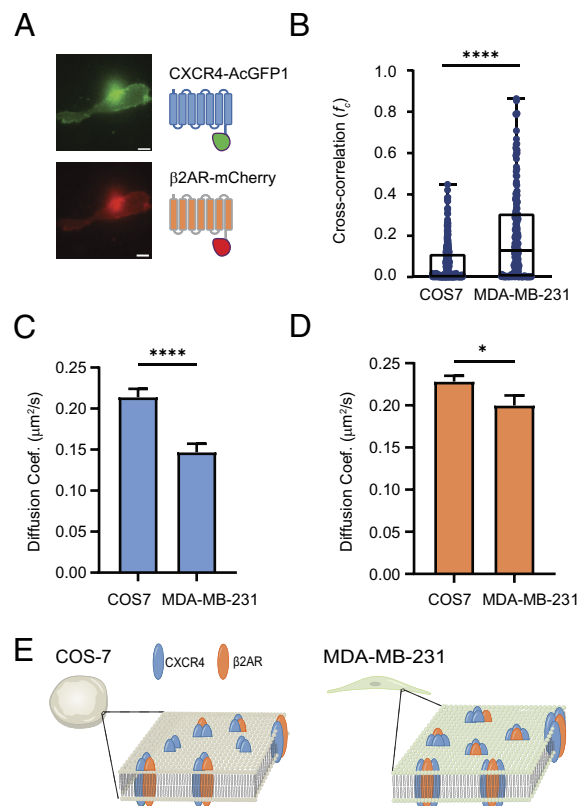 A
CXCR4-AcGFP1
β2AR-mCherry
B
****
Cross-correlation (fc)
1.0
0.8
0.6
0.4
0.2
0.0
COS7 MDA-MB-231
C
****
Diffusion Coef. (μm²/s)
0.25
0.20
0.15
0.10
0.05
0.00
COS7 MDA-MB-231
D
*
Diffusion Coef. (μm²/s)
0.25
0.20
0.15
0.10
0.05
0.00
COS7 MDA-MB-231
E
COS-7
CXCR4
β2AR
MDA-MB-231